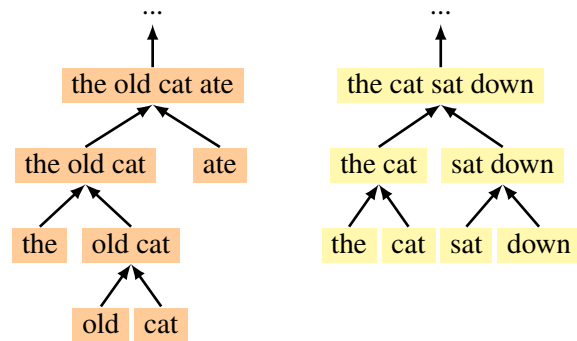 ...
the old cat ate
the old cat
ate
the
old cat
old
cat
...
the cat sat down
the cat
sat down
the
cat
sat
down